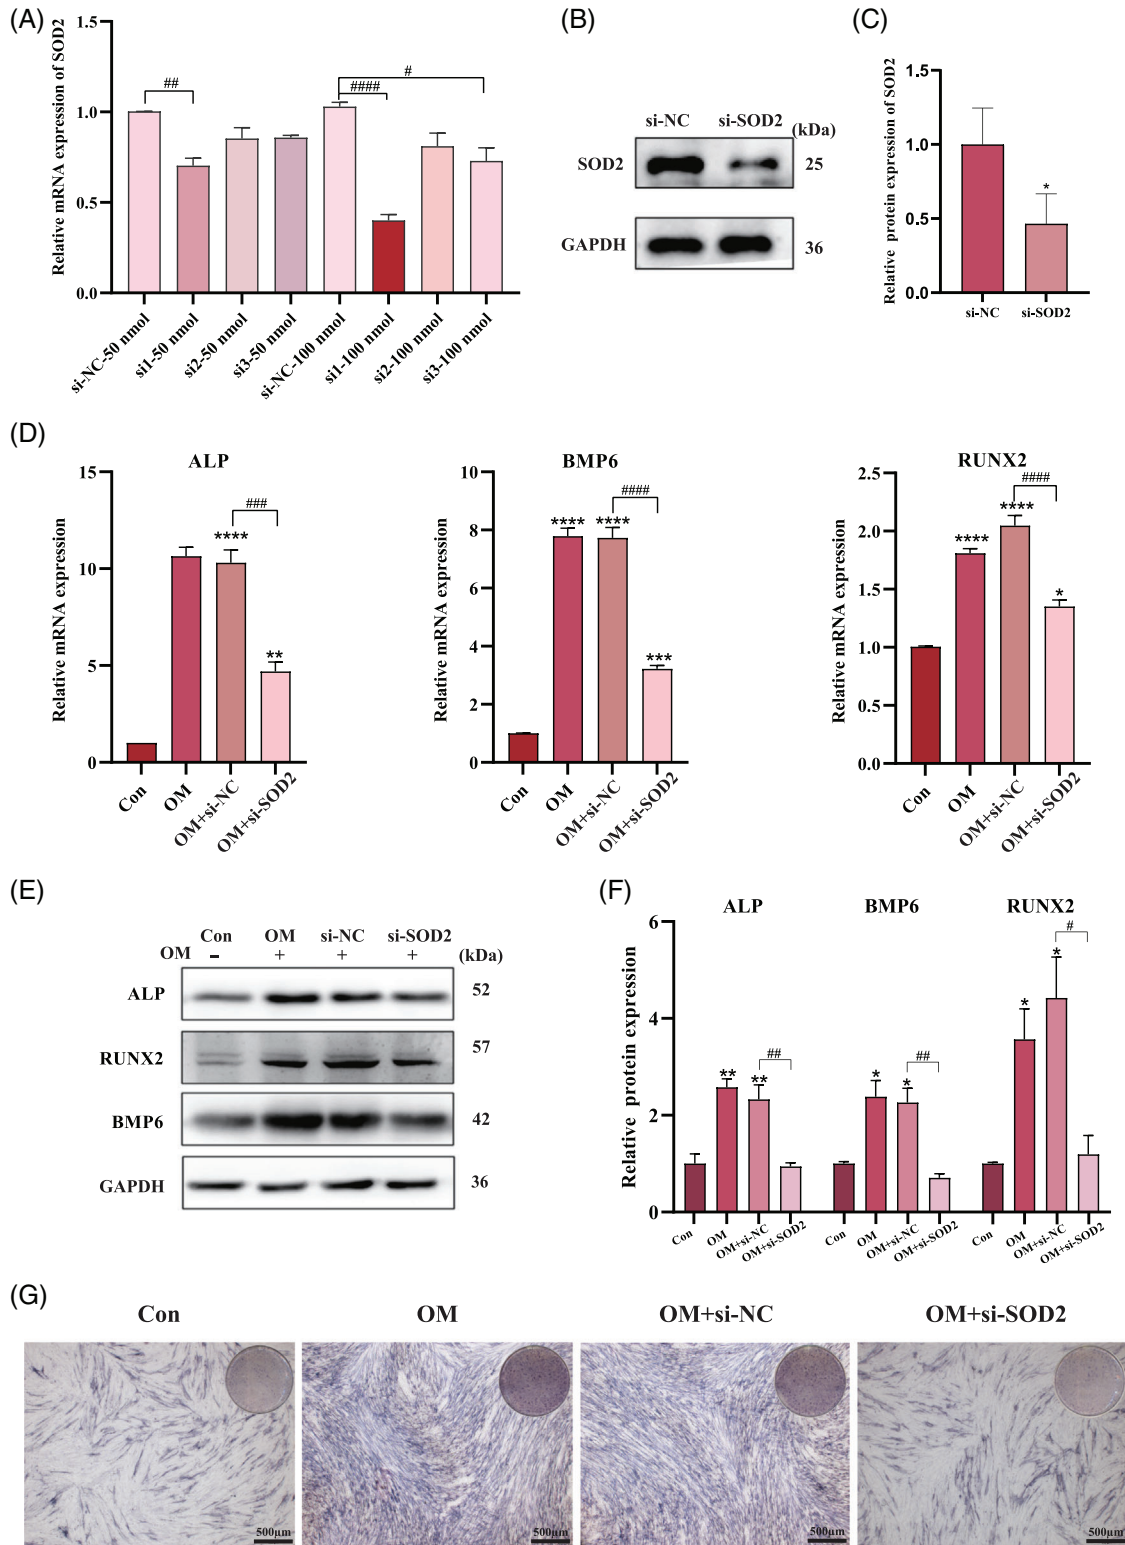 (A)
Relative mRNA expression of SOD2
1.5
1.0
0.5
0.0
##
####
#
si-NC-50 nmol
si1-50 nmol
si2-50 nmol
si3-50 nmol
si-NC-100 nmol
si1-100 nmol
si2-100 nmol
si3-100 nmol
(B)
si-NC si-SOD2 (kDa)
SOD2 25
GAPDH 36
(C)
Relative protein expression of SOD2
1.5
1.0
0.5
0.0
*
si-NC si-SOD2
(D)
ALP
Relative mRNA expression
15
10
5
0
****
###
**
Con
OM
OM+si-NC
OM+si-SOD2
BMP6
Relative mRNA expression
10
8
6
4
2
0
****
****
####
***
Con
OM
OM+si-NC
OM+si-SOD2
RUNX2
Relative mRNA expression
2.5
2.0
1.5
1.0
0.5
0.0
****
****
####
*
Con
OM
OM+si-NC
OM+si-SOD2
(E)
Con OM si-NC si-SOD2
OM - + + + (kDa)
ALP 52
RUNX2 57
BMP6 42
GAPDH 36
(F)
Relative protein expression
6
4
2
0
ALP BMP6 RUNX2
** ** ##
* * ##
* * #
Con
OM
OM+si-NC
OM+si-SOD2
Con
OM
OM+si-NC
OM+si-SOD2
Con
OM
OM+si-NC
OM+si-SOD2
(G)
Con OM OM+si-NC OM+si-SOD2
500μm 500μm 500μm 500μm